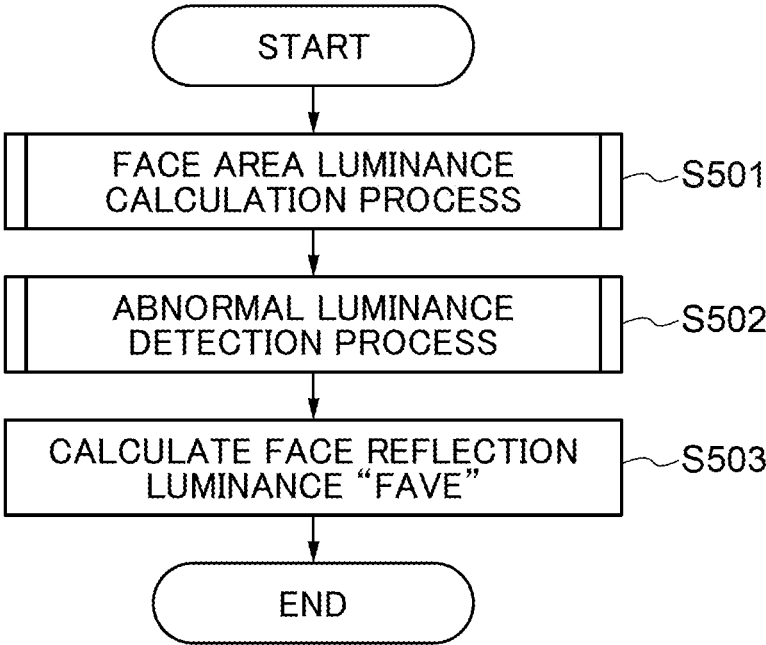 START
FACE AREA LUMINANCE
CALCULATION PROCESS
S501
ABNORMAL LUMINANCE
DETECTION PROCESS
S502
CALCULATE FACE REFLECTION
LUMINANCE “FAVE”
S503
END